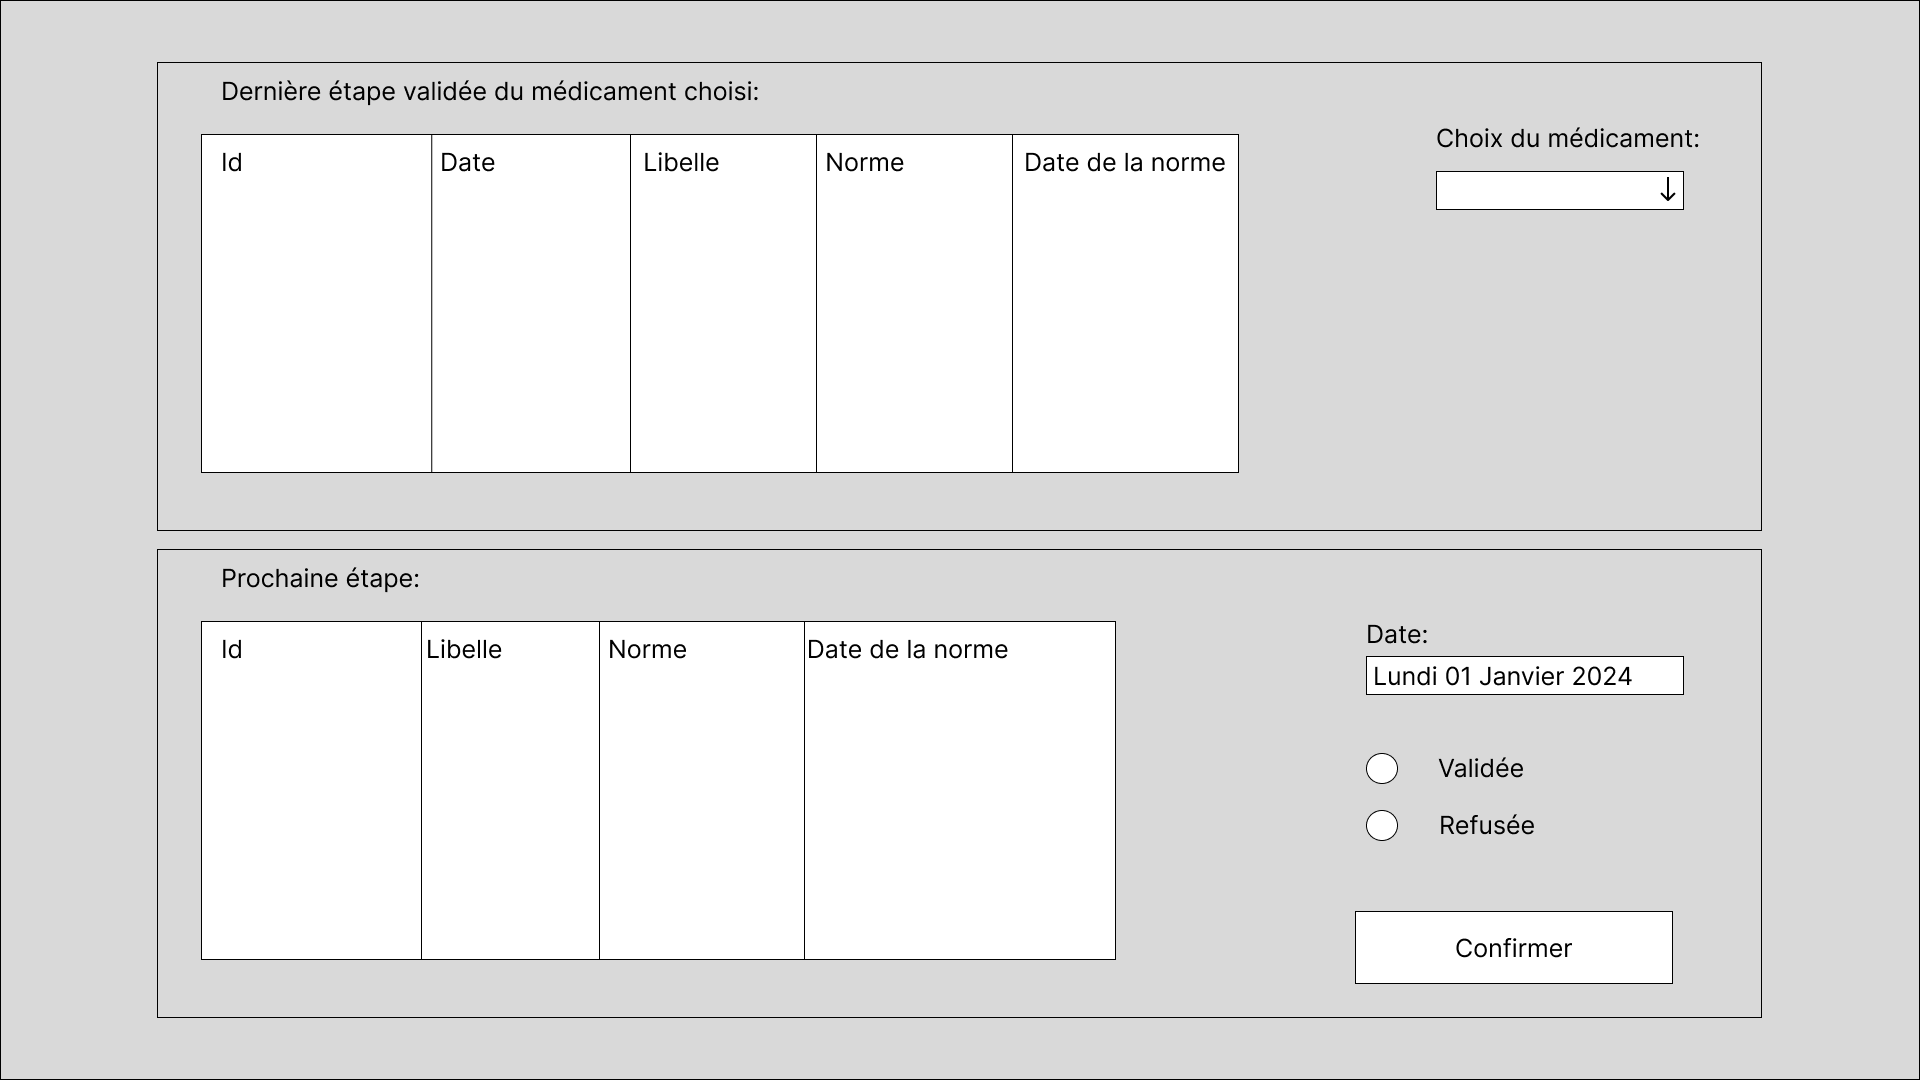 Dernière étape validée du médicament choisi:
Choix du médicament:
Id Date Libelle Norme Date de la norme
Prochaine étape:
Id Libelle Norme Date de la norme
Date:
Lundi 01 Janvier 2024
Validée
Refusée
Confirmer